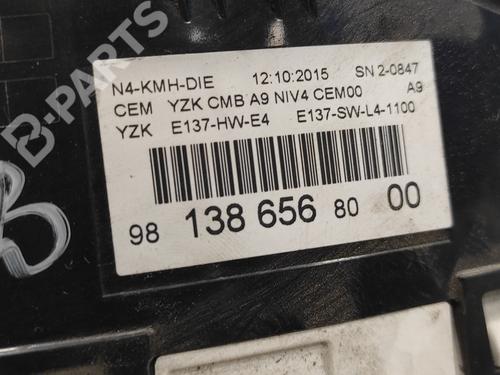 B-PARTS
N4-KMH-DIE 12:10:2015 SN 2-0847
CEM YZK CMB A9 NIV4 CEM00 A9
YZK E137-HW-E4 E137-SW-L4-1100
98 138 656 80 00
B-PARTS